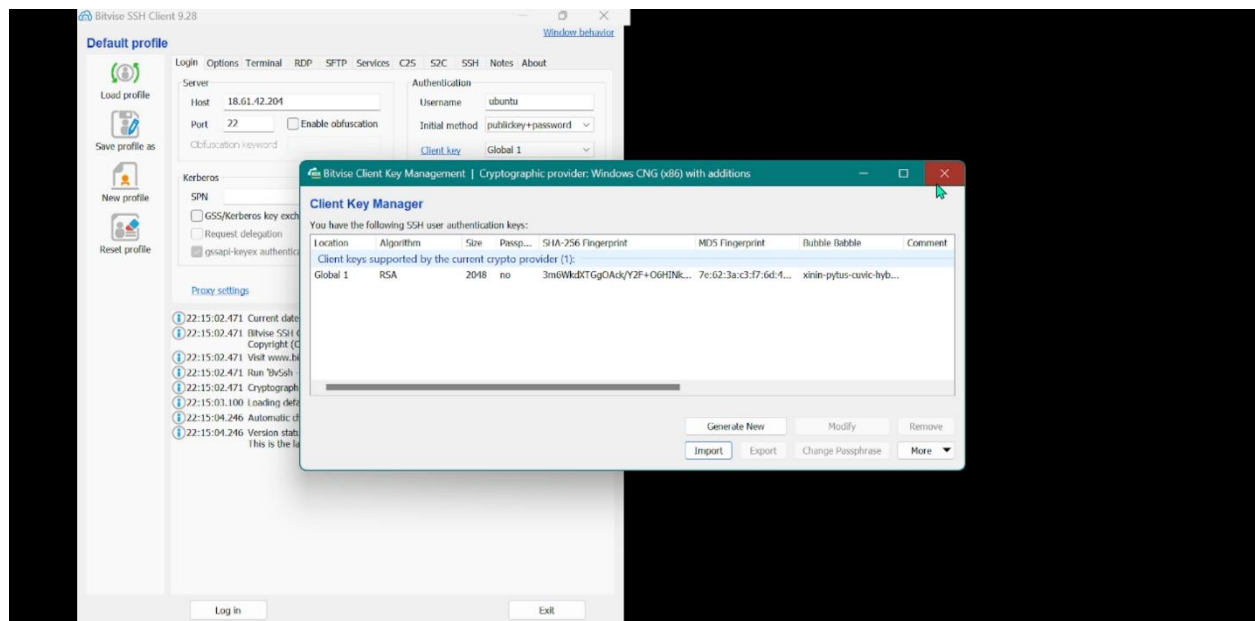 Bitvise SSH Client 9.28
Window behavior
Default profile
Load profile
Save profile as
New profile
Reset profile
Login Options Terminal RDP SFTP Services C2S S2C SSH Notes About
Server
Host 18.61.42.204
Port 22 Enable obfuscation
Obfuscation keyword
Authentication
Username ubuntu
Initial method publickey+password
Client key Global 1
Kerberos
SPN
GSS/Kerberos key exch
Request delegation
gssapi-keyex authentic
Proxy settings
22:15:02.471 Current date
22:15:02.471 Bitvise SSH C
Copyright (C
22:15:02.471 Visit www.bi
22:15:02.471 Run 'BvSsh -
22:15:02.471 Cryptograph
22:15:03.100 Loading defa
22:15:04.246 Automatic
22:15:04.246 Version stat
This is the la
Log in
Exit
Bitvise Client Key Management | Cryptographic provider: Windows CNG (x86) with additions
Client Key Manager
You have the following SSH user authentication keys:
Location Algorithm Size Passp... SHA-256 Fingerprint MD5 Fingerprint Bubble Babble Comment
Client keys supported by the current crypto provider (1):
Global 1 RSA 2048 no 3m6WkdXTGgOAck/Y2F+O6HINk... 7e:62:3a:c3:f7:6d:4... xinin-pytus-cuvic-hyb...
Generate New Modify Remove
Import Export Change Passphrase More